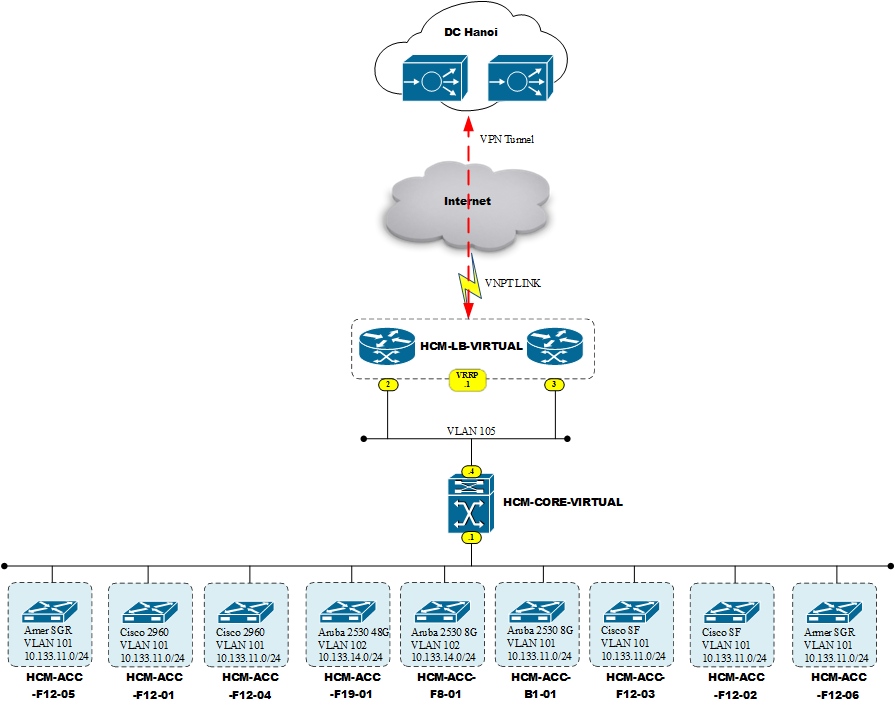 DC Hanoi
VPN Tunnel
Internet
VNPT LINK
HCM-LB-VIRTUAL
VRRP
.1
2
3
VLAN 105
.4
HCM-CORE-VIRTUAL
.1
Amer SGR
VLAN 101
10.133.11.0/24
HCM-ACC
-F12-05
Cisco 2960
VLAN 101
10.133.11.0/24
HCM-ACC
-F12-01
Cisco 2960
VLAN 101
10.133.11.0/24
HCM-ACC
-F12-04
Aruba 2530 48G
VLAN 102
10.133.14.0/24
HCM-ACC
-F19-01
Aruba 2530 8G
VLAN 102
10.133.14.0/24
HCM-ACC-
F8-01
Aruba 2530 8G
VLAN 101
10.133.11.0/24
HCM-ACC-
B1-01
Cisco SF
VLAN 101
10.133.11.0/24
HCM-ACC-
F12-03
Cisco SF
VLAN 101
10.133.11.0/24
HCM-ACC
-F12-02
Armer SGR
VLAN 101
10.133.11.0/24
HCM-ACC
-F12-06